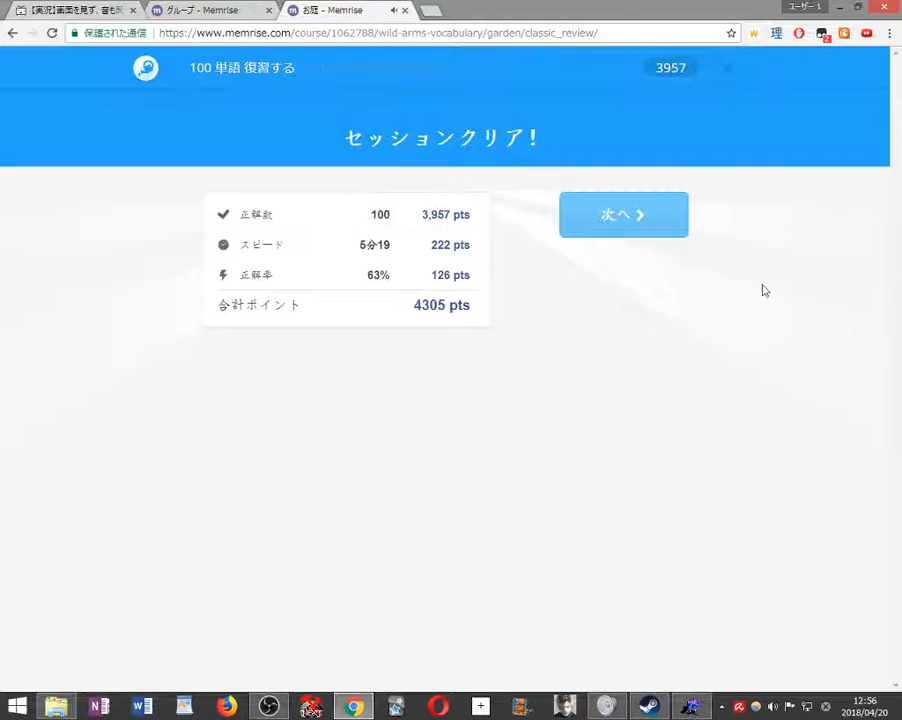 【実況】画面を見ず、音も
グループ - Memrise
お庭 - Memrise
ユーザー 1
保護された通信
https://www.memrise.com/course/1062788/wild-arms-vocabulary/garden/classic_review/
100 単語 復習する
3957
セッションクリア!
正解数 100 3,957 pts
次へ
スピード 5分19 222 pts
正解率 63% 126 pts
合計ポイント 4305 pts
12:56
2018/04/20